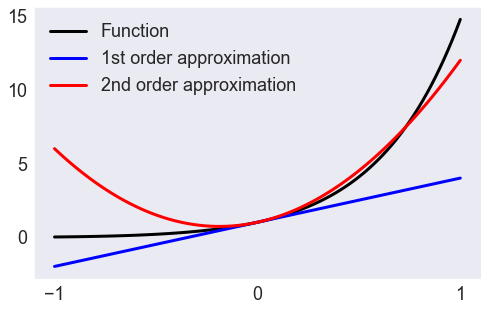 15
Function
1st order approximation
2nd order approximation
10
5
0
−1 0 1